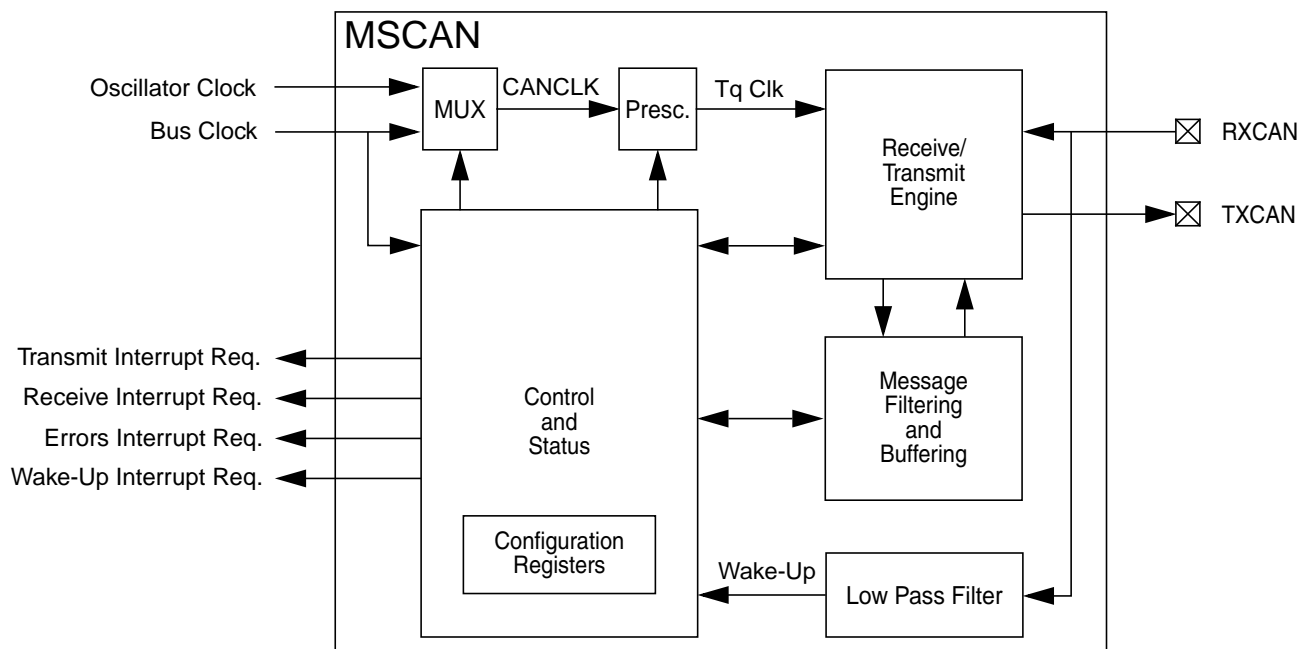 MSCAN
Oscillator Clock
Bus Clock
MUX
CANCLK
Presc.
Tq Clk
Receive/
Transmit
Engine
RXCAN
TXCAN
Transmit Interrupt Req.
Receive Interrupt Req.
Errors Interrupt Req.
Wake-Up Interrupt Req.
Control
and
Status
Message
Filtering
and
Buffering
Configuration
Registers
Wake-Up
Low Pass Filter